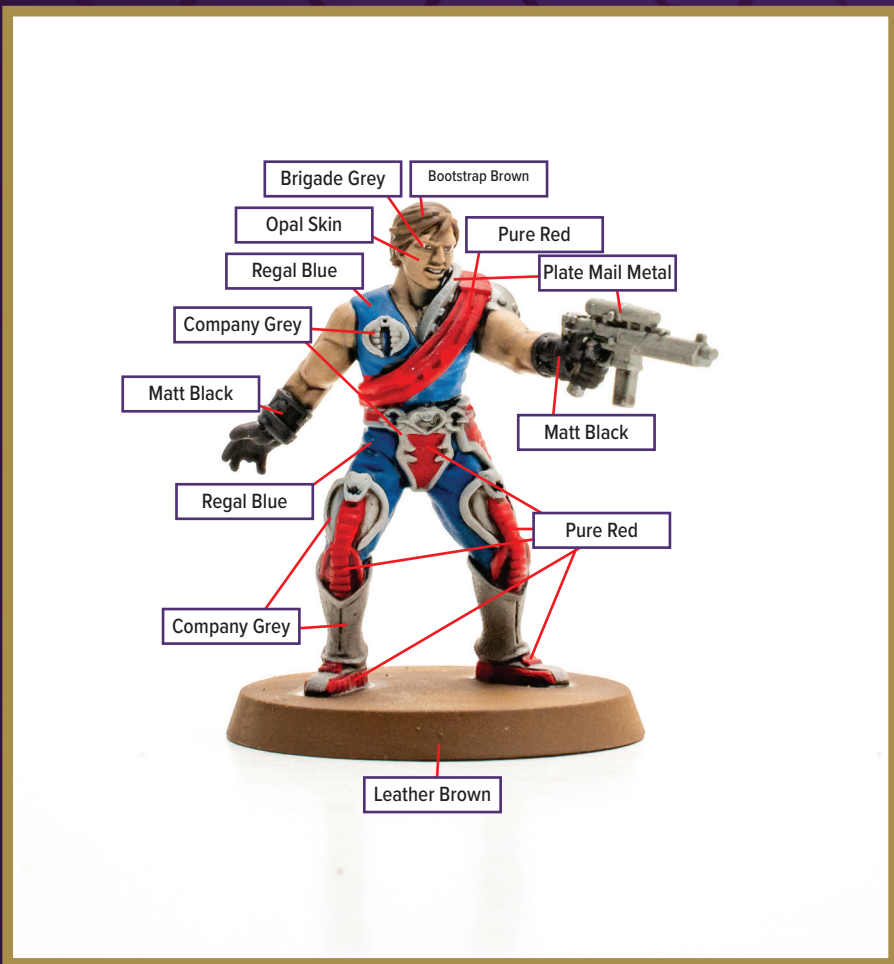 Brigade Grey
Bootstrap Brown
Opal Skin
Pure Red
Regal Blue
Plate Mail Metal
Company Grey
Matt Black
Matt Black
Regal Blue
Pure Red
Company Grey
Leather Brown